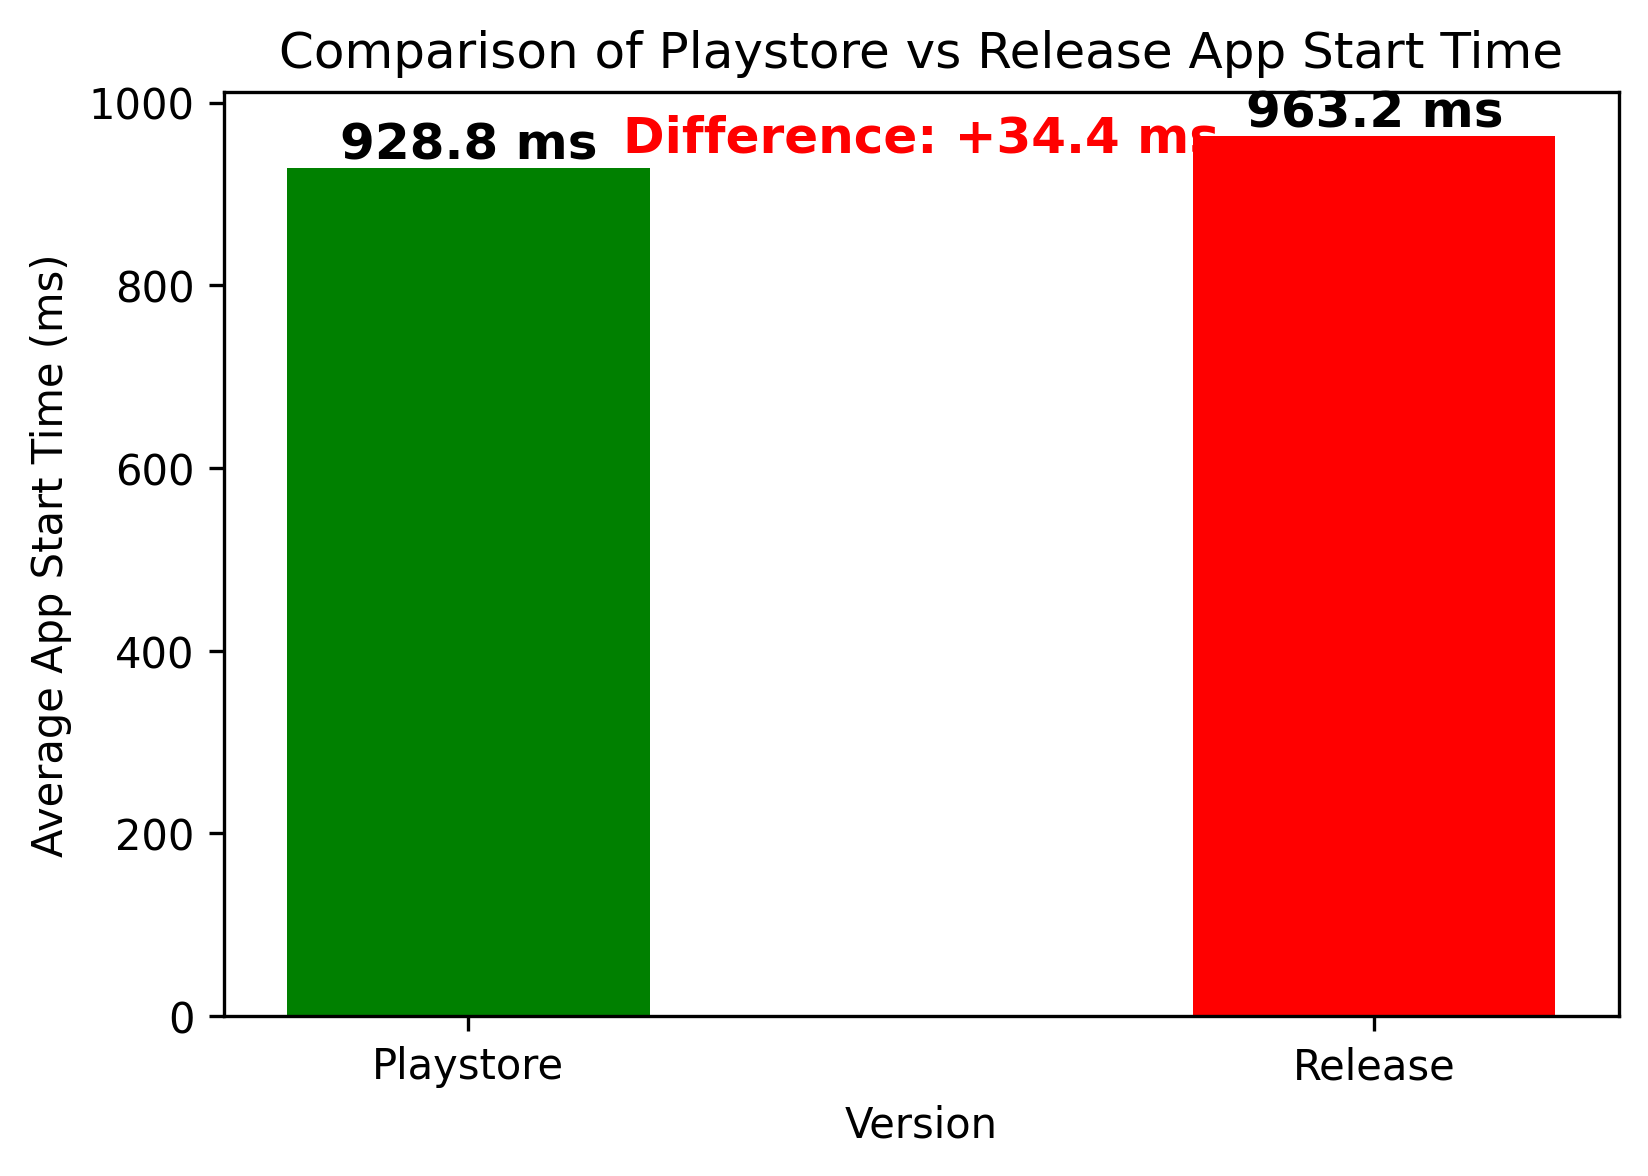 Comparison of Playstore vs Release App Start Time
Average App Start Time (ms)
1000
800
600
400
200
0
928.8 ms
Difference: +34.4 ms
963.2 ms
Playstore
Release
Version